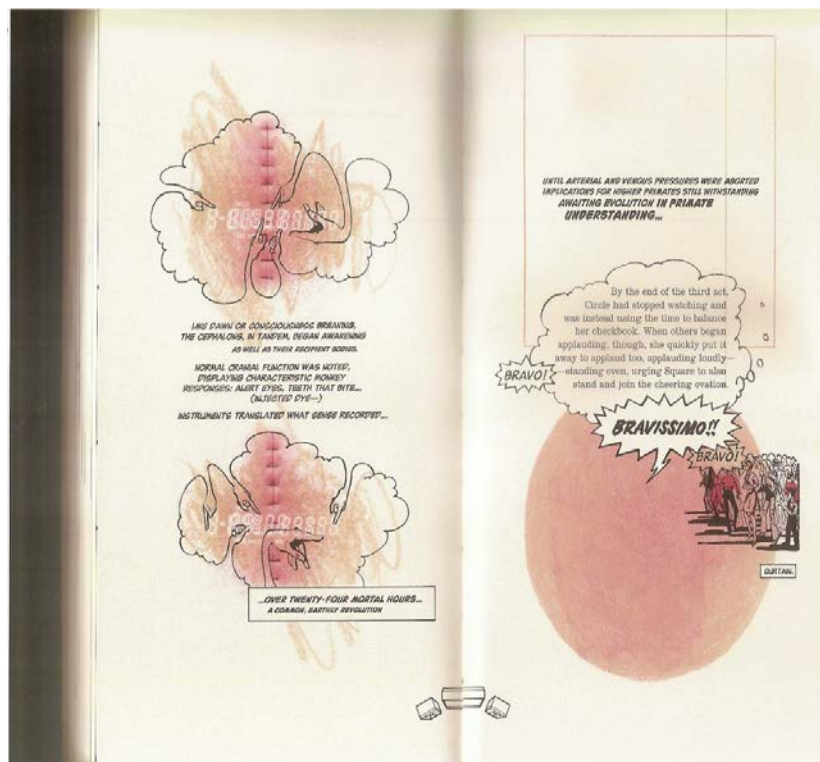 LIKE DAWN OR CONSCIOUSNESS BREAKING,
THE CEPHALONS, IN TANDEM, BEGAN AWAKENING
AS WELL AS THEIR RECIPIENT BODIES.
NORMAL CRANIAL FUNCTION WAS NOTED,
DISPLAYING CHARACTERISTIC MONKEY
RESPONSES: ALERT EYES, TEETH THAT BITE...
(INJECTED DYE—)
INSTRUMENTS TRANSLATED WHAT SENSE RECORDED...
...OVER TWENTY-FOUR MORTAL HOURS...
A COMMON, EARTHLY REVOLUTION
UNTIL ARTERIAL AND VENOUS PRESSURES WERE ABORTED
IMPLICATIONS FOR HIGHER PRIMATES STILL WITHSTANDING
AWAITING EVOLUTION IN PRIMATE
UNDERSTANDING...
By the end of the third act,
Circle had stopped watching and
was instead using the time to balance
her checkbook. When others began
applauding, though, she quickly put it
away to applaud too, applauding loudly—
standing even, urging Square to also
stand and join the cheering ovation.
BRAVO!
BRAVISSIMO!!
BRAVO!
CURTAIN.